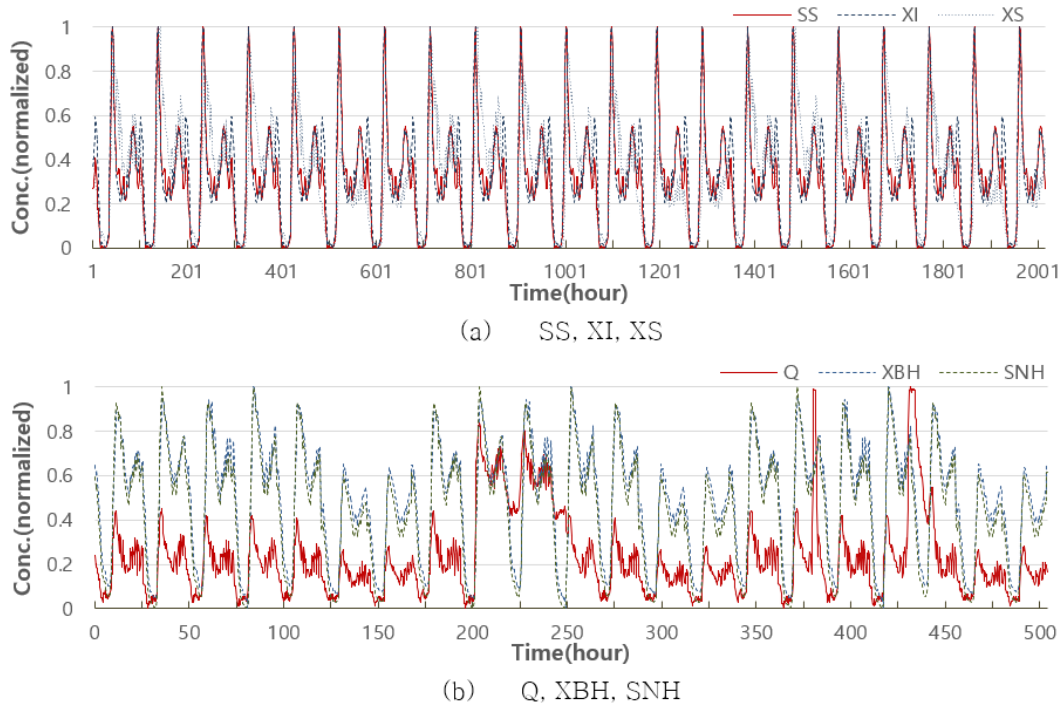 SS XI XS
1
0.8
0.6
0.4
0.2
0
Conc.(normalized)
1 201 401 601 801 1001 1201 1401 1601 1801 2001
Time(hour)
(a) SS, XI, XS
Q XBH SNH
1
0.8
0.6
0.4
0.2
0
Conc.(normalized)
0 50 100 150 200 250 300 350 400 450 500
Time(hour)
(b) Q, XBH, SNH